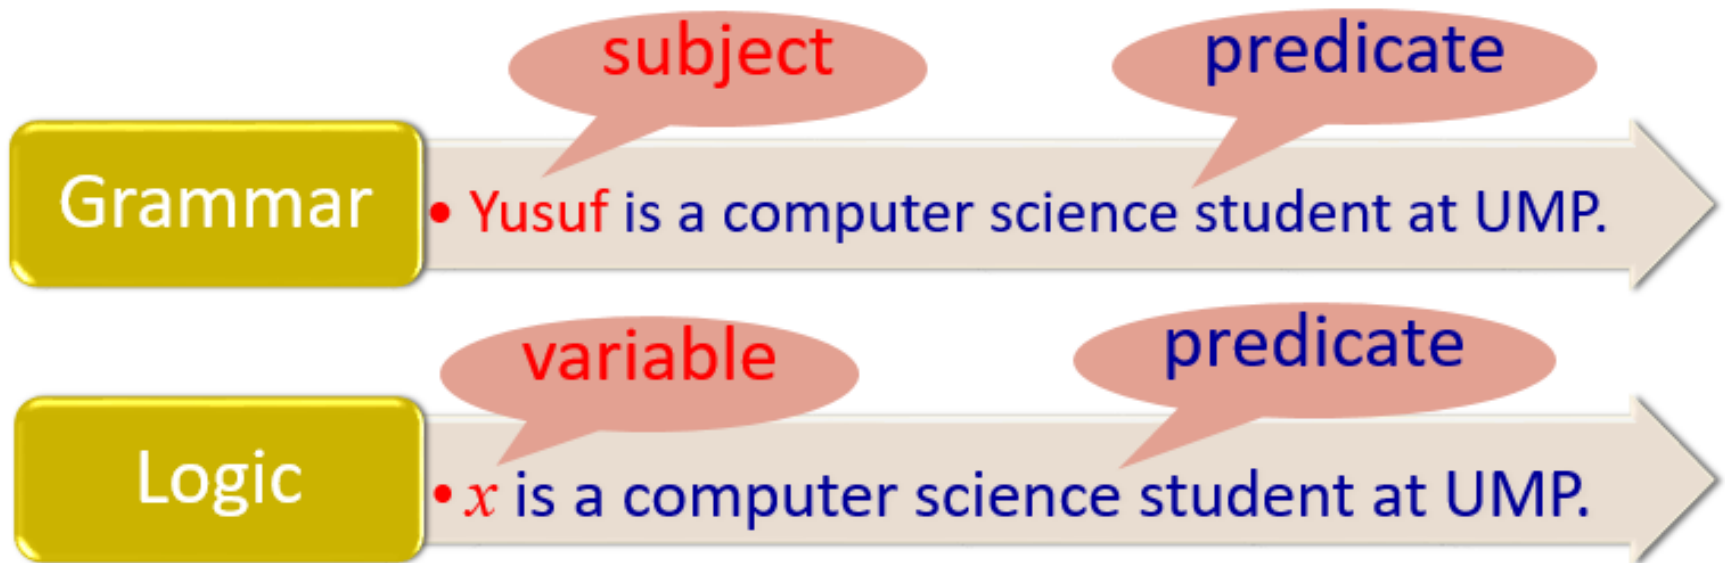 subject
predicate
Grammar
• Yusuf is a computer science student at UMP.
variable
predicate
Logic
• x is a computer science student at UMP.